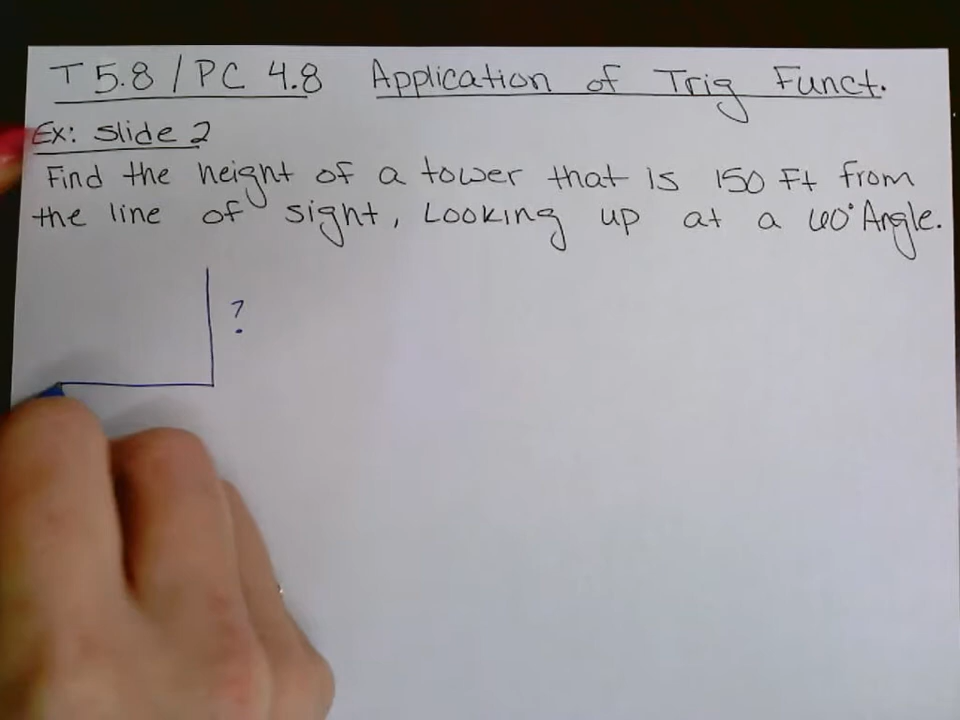 T 5.8 / PC 4.8 Application of Trig Funct.
Ex: Slide 2
Find the height of a tower that is 150 Ft from
the line of sight, Looking up at a 60° Angle.
?